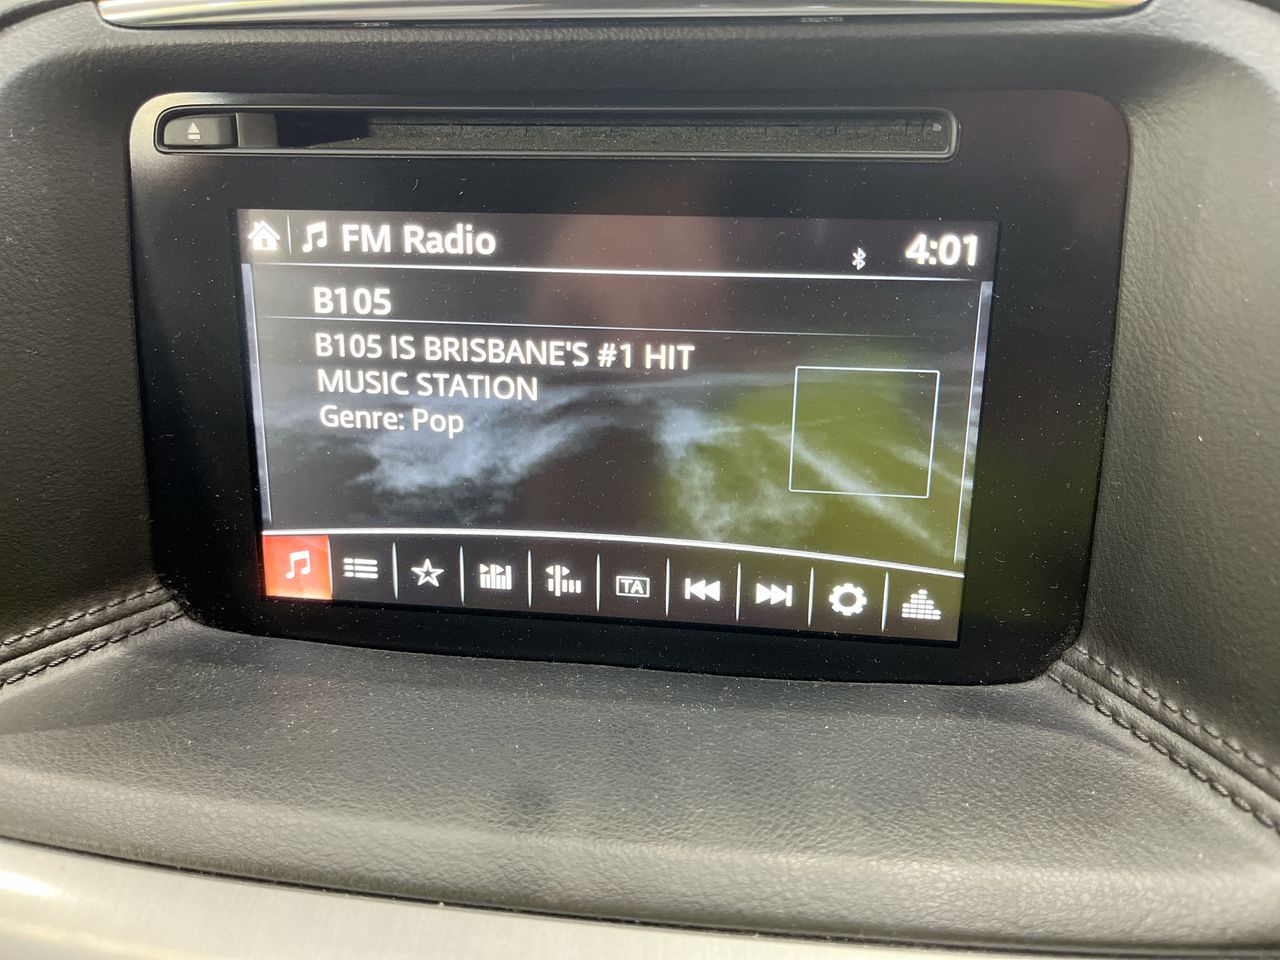 FM Radio
4:01
B105
B105 IS BRISBANE'S #1 HIT
MUSIC STATION
Genre: Pop
TA